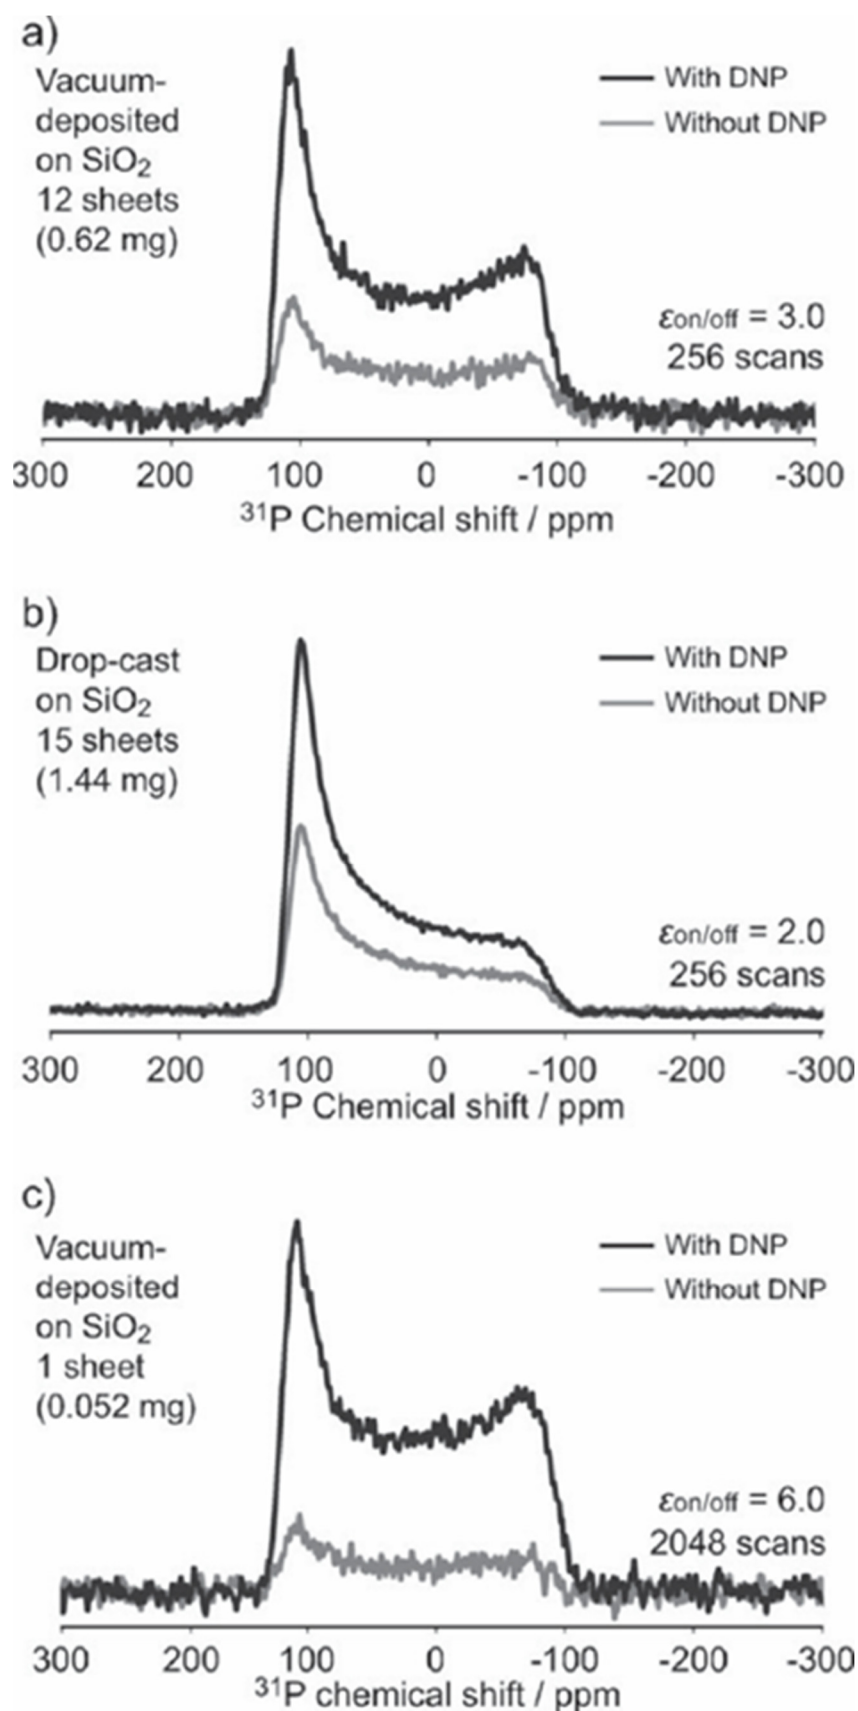 a)
Vacuum-
deposited
on SiO₂
12 sheets
(0.62 mg)
With DNP
Without DNP
εon/off = 3.0
256 scans
300 200 100 0 -100 -200 -300
³¹P Chemical shift / ppm
b)
Drop-cast
on SiO₂
15 sheets
(1.44 mg)
With DNP
Without DNP
εon/off = 2.0
256 scans
300 200 100 0 -100 -200 -300
³¹P Chemical shift / ppm
c)
Vacuum-
deposited
on SiO₂
1 sheet
(0.052 mg)
With DNP
Without DNP
εon/off = 6.0
2048 scans
300 200 100 0 -100 -200 -300
³¹P chemical shift / ppm